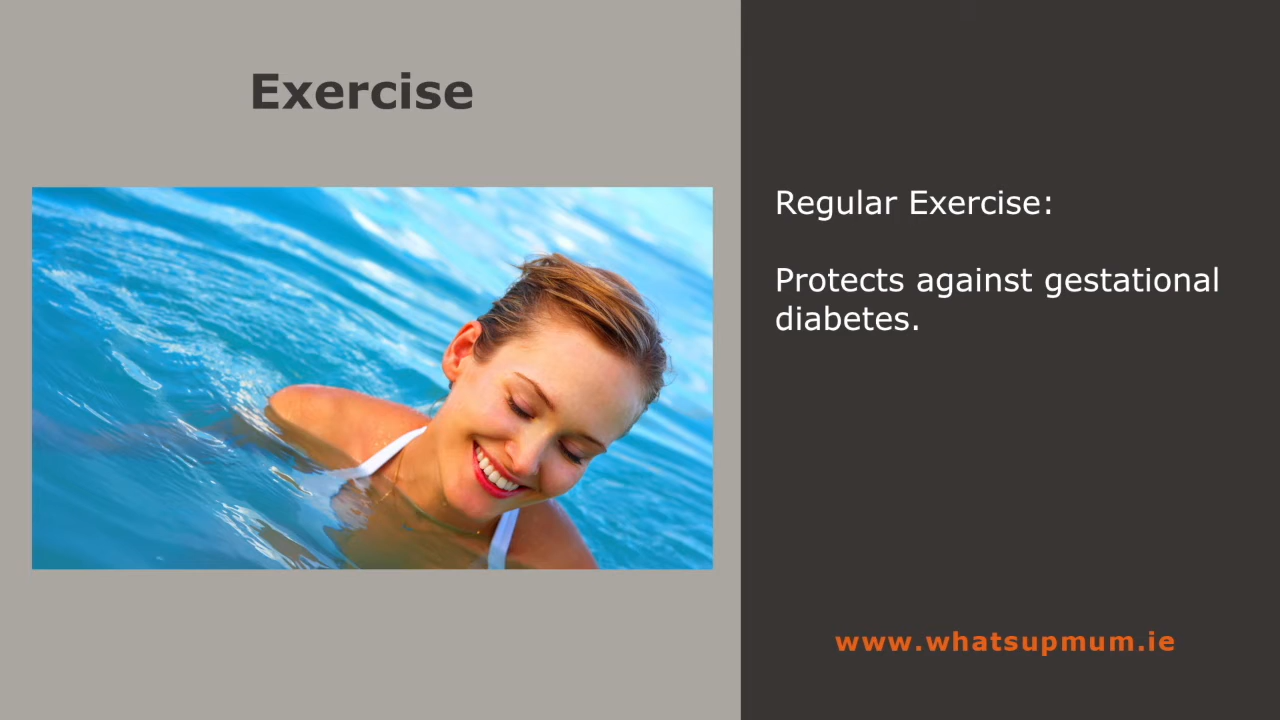 Exercise
Regular Exercise:
Protects against gestational
diabetes.
www.whatsupmum.ie